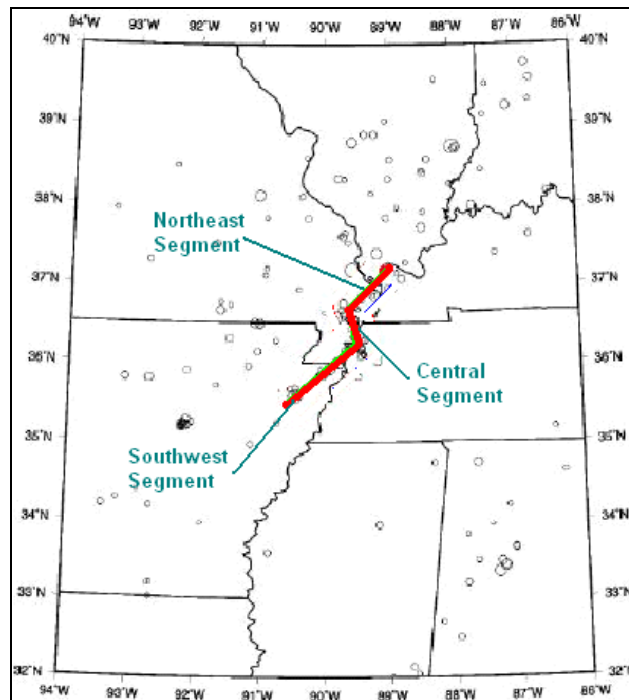 92°W 91°W 90°W 89°W 88°W 87°W 86°W
40°N 40°N
39°N 39°N
38°N 38°N
Northeast
Segment
37°N 37°N
36°N 36°N
Central
Segment
35°N 35°N
Southwest
Segment
34°N 34°N
33°N 33°N
32°N 32°N
94°W 93°W 92°W 91°W 90°W 89°W 88°W 87°W 86°W